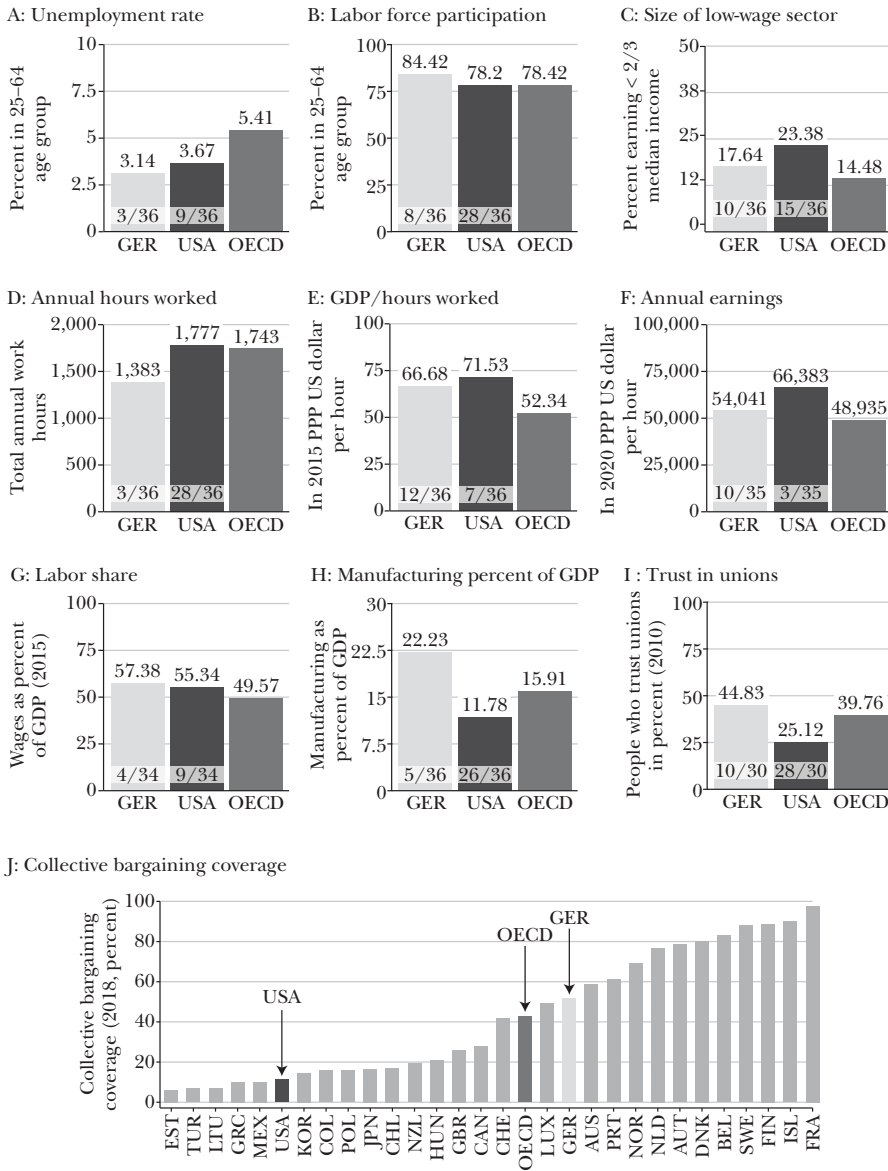 A: Unemployment rate
Percent in 25–64
age group
10
7.5
5
2.5
0
3.14
3.67
5.41
3/36
9/36
GER
USA
OECD
B: Labor force participation
Percent in 25–64
age group
100
75
50
25
0
84.42
78.2
78.42
8/36
28/36
GER
USA
OECD
C: Size of low-wage sector
Percent earning < 2/3
median income
50
38
25
12
0
17.64
23.38
14.48
10/36
15/36
GER
USA
OECD
D: Annual hours worked
Total annual work
hours
2,000
1,500
1,000
500
0
1,383
1,777
1,743
3/36
28/36
GER
USA
OECD
E: GDP/hours worked
In 2015 PPP US dollar
per hour
100
75
50
25
0
66.68
71.53
52.34
12/36
7/36
GER
USA
OECD
F: Annual earnings
In 2020 PPP US dollar
per hour
100,000
75,000
50,000
25,000
0
54,041
66,383
48,935
10/35
3/35
GER
USA
OECD
G: Labor share
Wages as percent
of GDP (2015)
100
75
50
25
0
57.38
55.34
49.57
4/34
9/34
GER
USA
OECD
H: Manufacturing percent of GDP
Manufacturing as
percent of GDP
30
22.5
15
7.5
0
22.23
11.78
15.91
5/36
26/36
GER
USA
OECD
I : Trust in unions
People who trust unions
in percent (2010)
100
75
50
25
0
44.83
25.12
39.76
10/30
28/30
GER
USA
OECD
J: Collective bargaining coverage
Collective bargaining
coverage (2018, percent)
100
80
60
40
20
0
USA
OECD
GER
EST
TUR
LTU
GRC
MEX
USA
KOR
COL
POL
JPN
CHL
NZL
HUN
GBR
CAN
CHE
OECD
LUX
GER
AUS
PRT
NOR
NLD
AUT
DNK
BEL
SWE
FIN
ISL
FRA